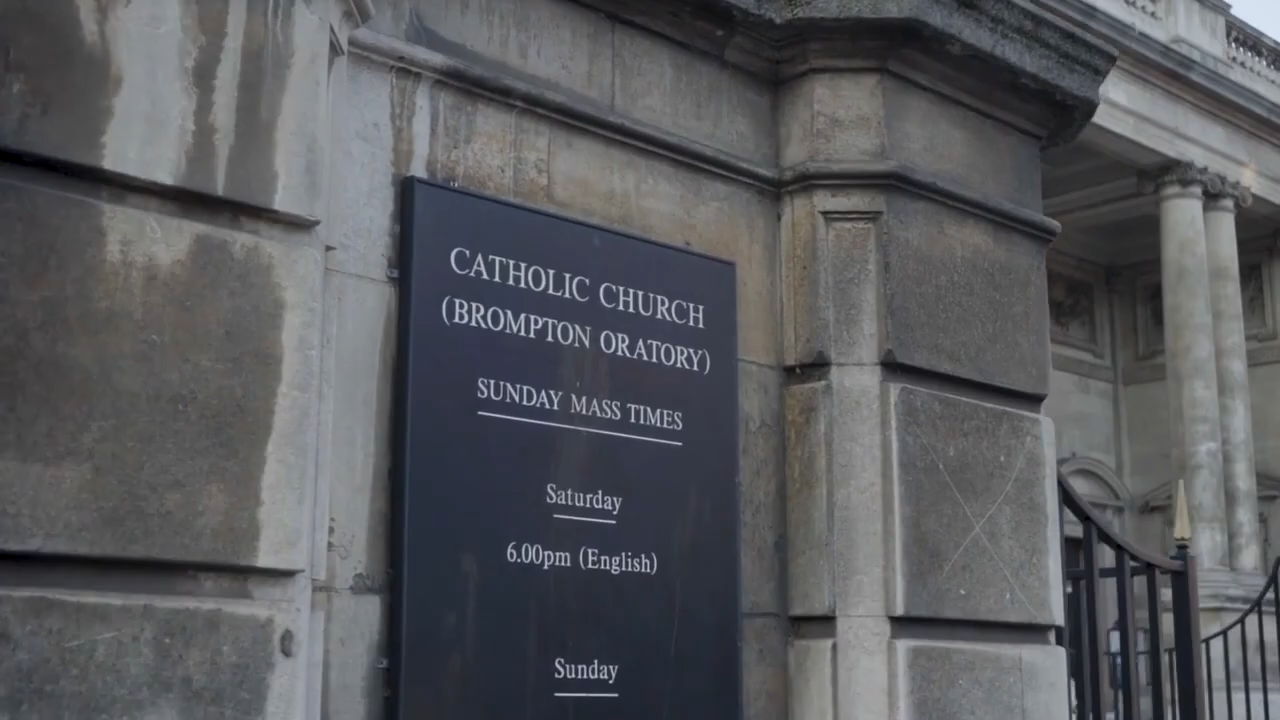 CATHOLIC CHURCH
(BROMPTON ORATORY)
SUNDAY MASS TIMES
Saturday
6.00pm (English)
Sunday